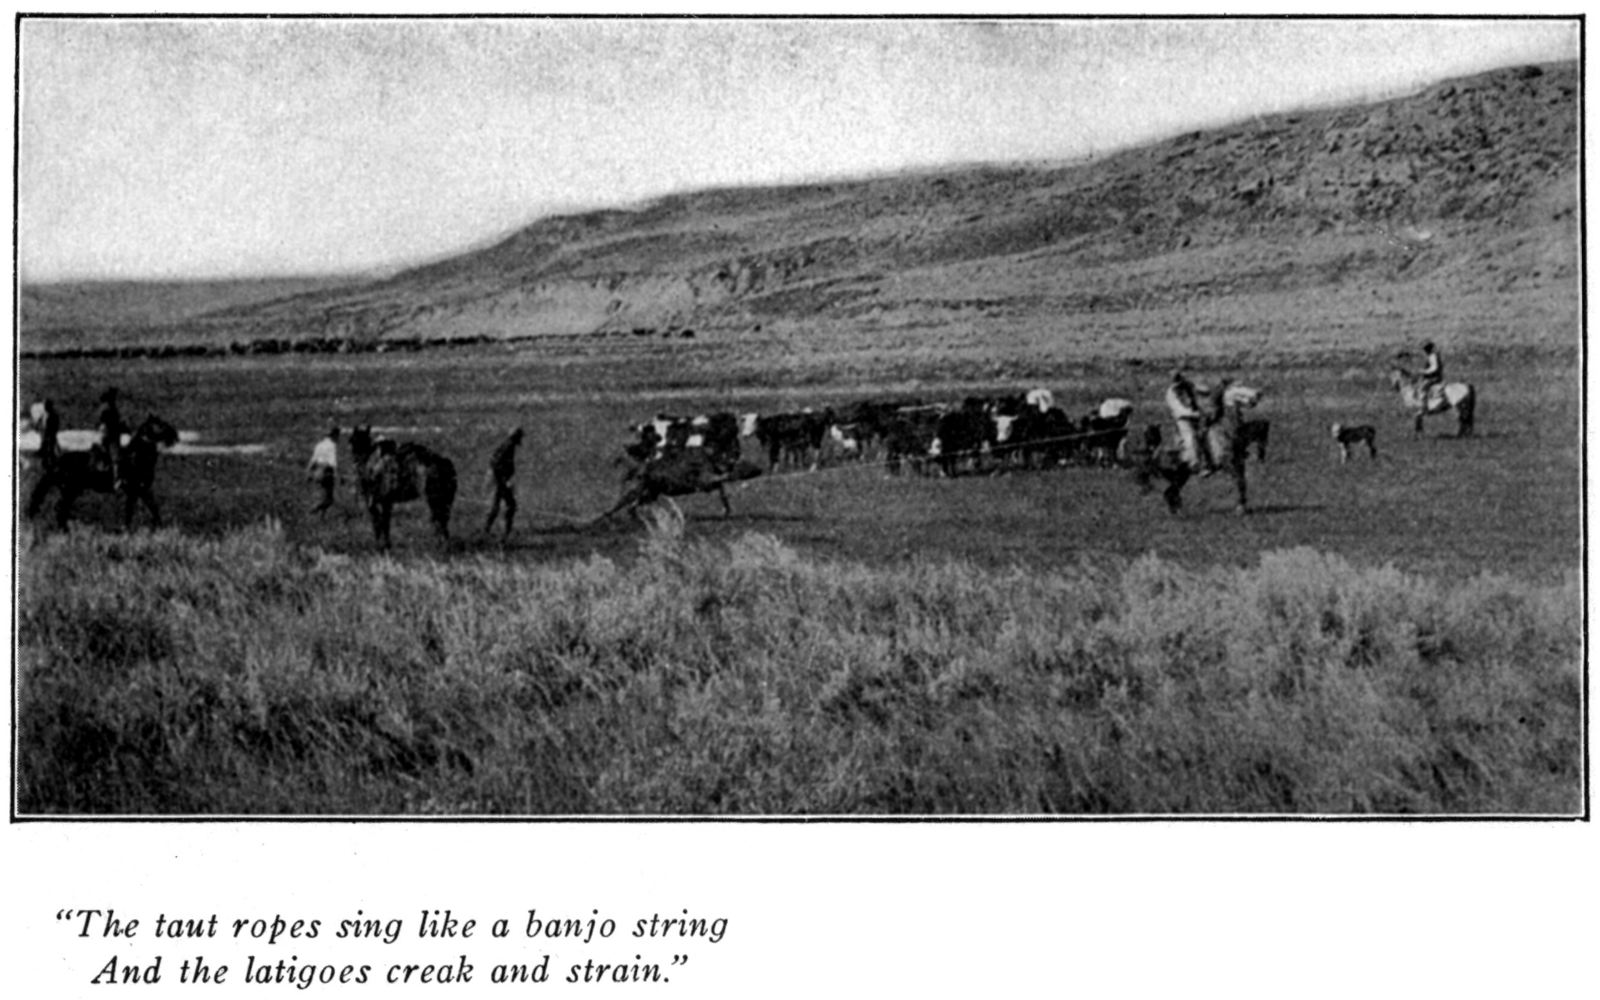 “The taut ropes sing like a banjo string
And the latigoes creak and strain.”